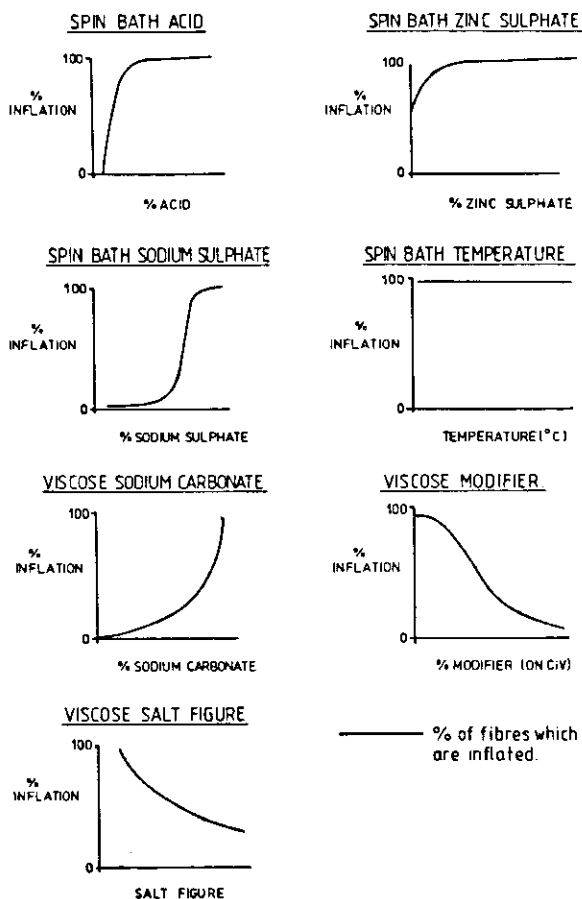 SPIN BATH ACID
100
%
INFLATION
0
% ACID
SPIN BATH ZINC SULPHATE
100
%
INFLATION
0
% ZINC SULPHATE
SPIN BATH SODIUM SULPHATE
100
%
INFLATION
0
% SODIUM SULPHATE
SPIN BATH TEMPERATURE
100
%
INFLATION
0
TEMPERATURE (°C)
VISCOSE SODIUM CARBONATE
100
%
INFLATION
0
% SODIUM CARBONATE
VISCOSE MODIFIER.
100
%
INFLATION
0
% MODIFIER (ON CiV)
VISCOSE SALT FIGURE
100
%
INFLATION
0
SALT FIGURE
% of fibres which
are inflated.